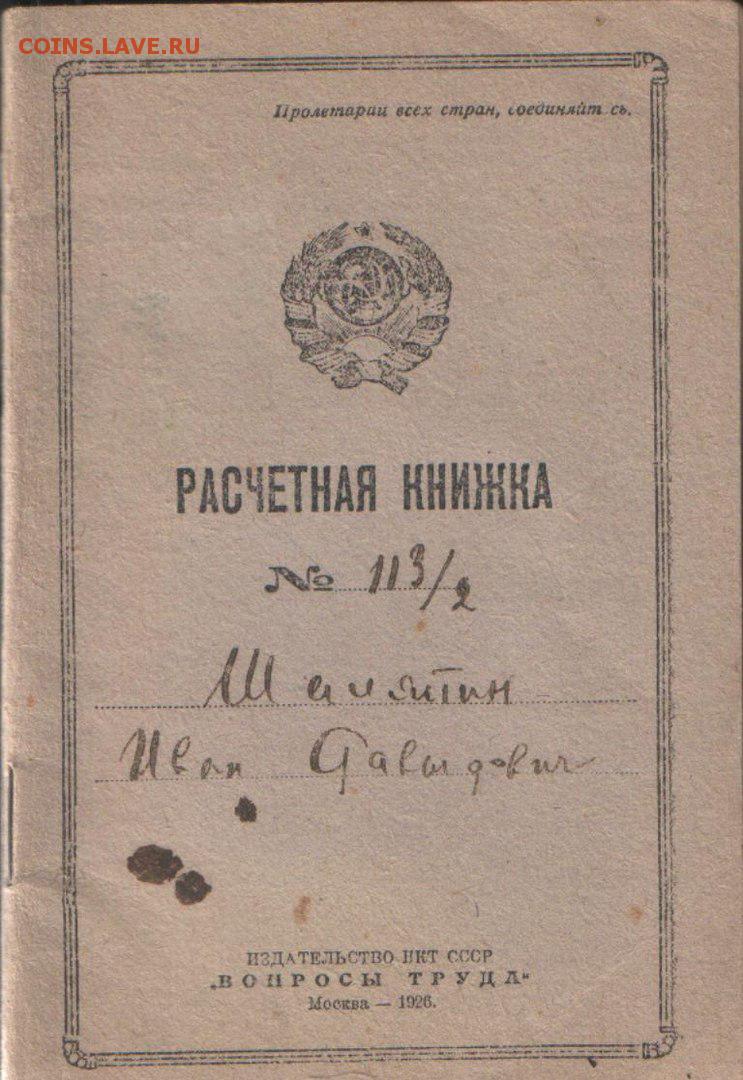 COINS.LAVE.RU
Пролетарии всех стран, соединяйтесь.
РАСЧЕТНАЯ КНИЖКА
№ 113/2
Иван Давыдович
ИЗДАТЕЛЬСТВО НКТ СССР
„ВОПРОСЫ ТРУДА“
Москва — 1926.